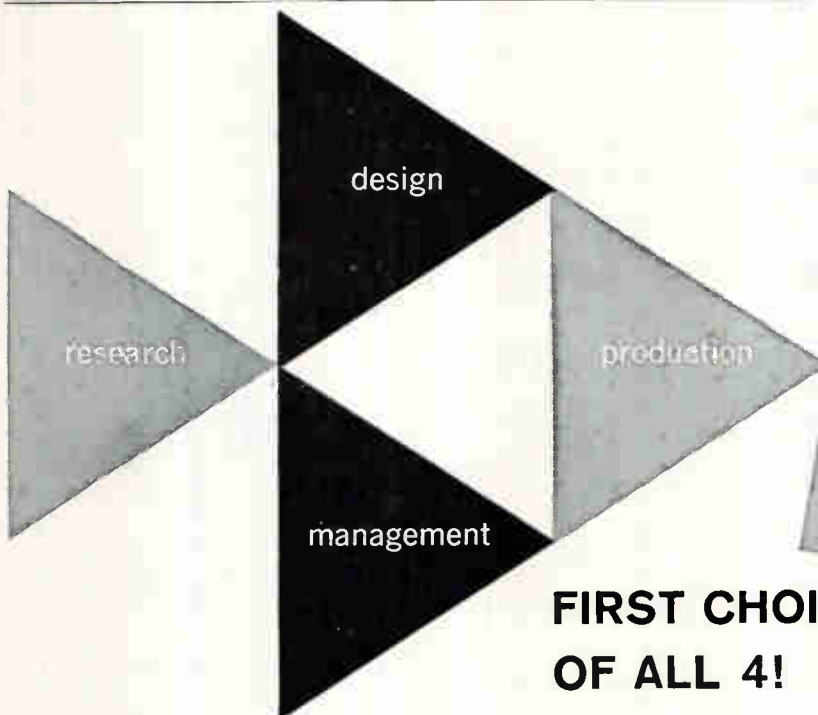 design
research
production
management
FIRST CHOI
OF ALL 4!